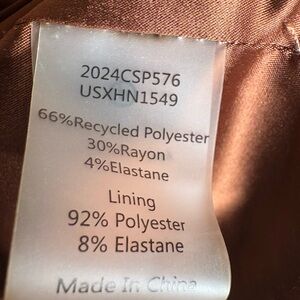 2024CSP576
USXHN1549
66%Recycled Polyester
30%Rayon
4%Elastane
Lining
92% Polyester
8% Elastane
Made In China